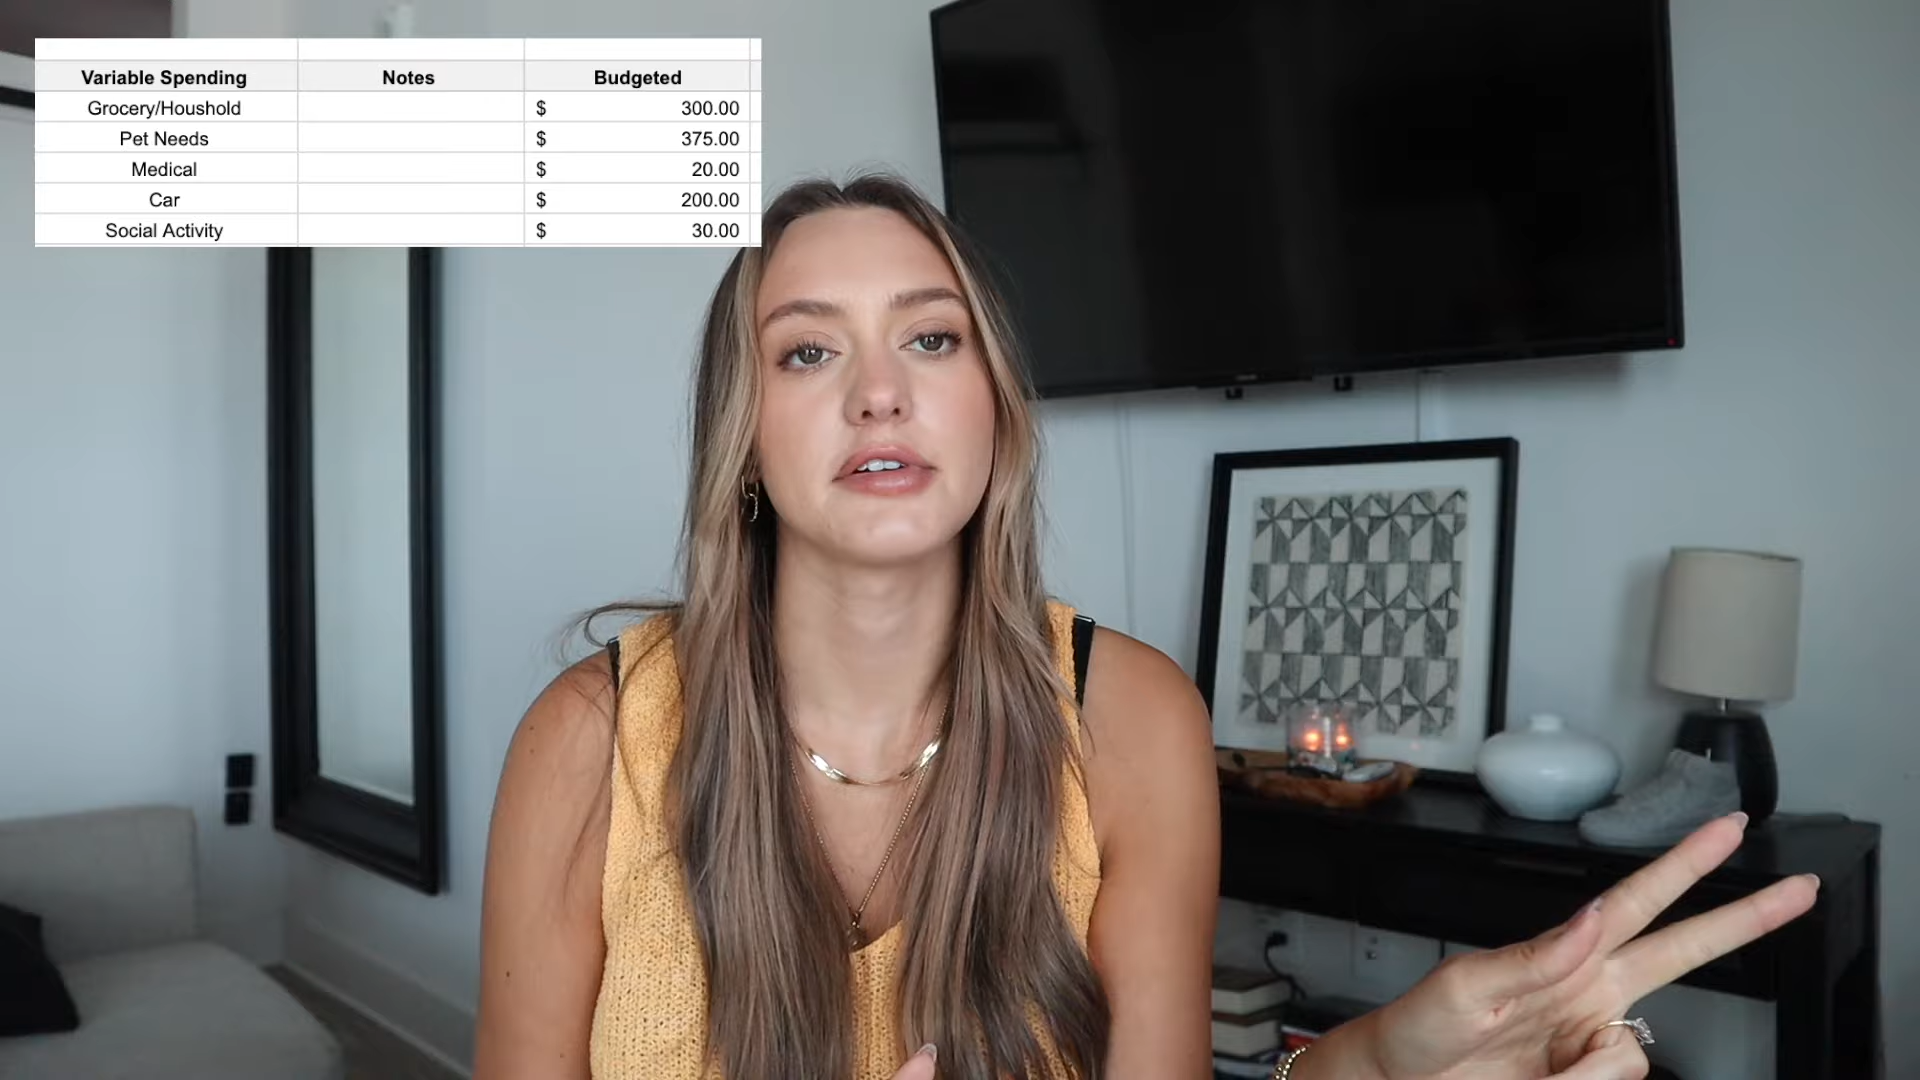 Variable Spending Notes Budgeted
Grocery/Houshold $ 300.00
Pet Needs $ 375.00
Medical $ 20.00
Car $ 200.00
Social Activity $ 30.00